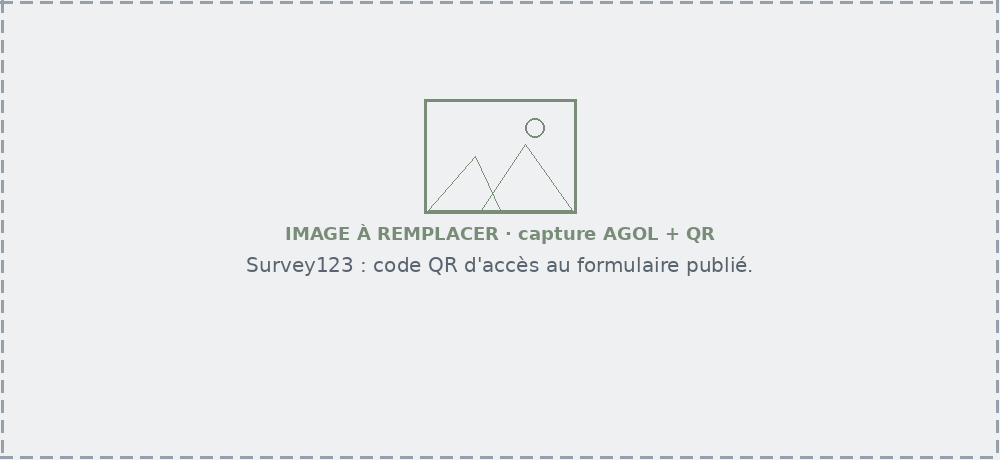 IMAGE À REMPLACER · capture AGOL + QR
Survey123 : code QR d'accès au formulaire publié.